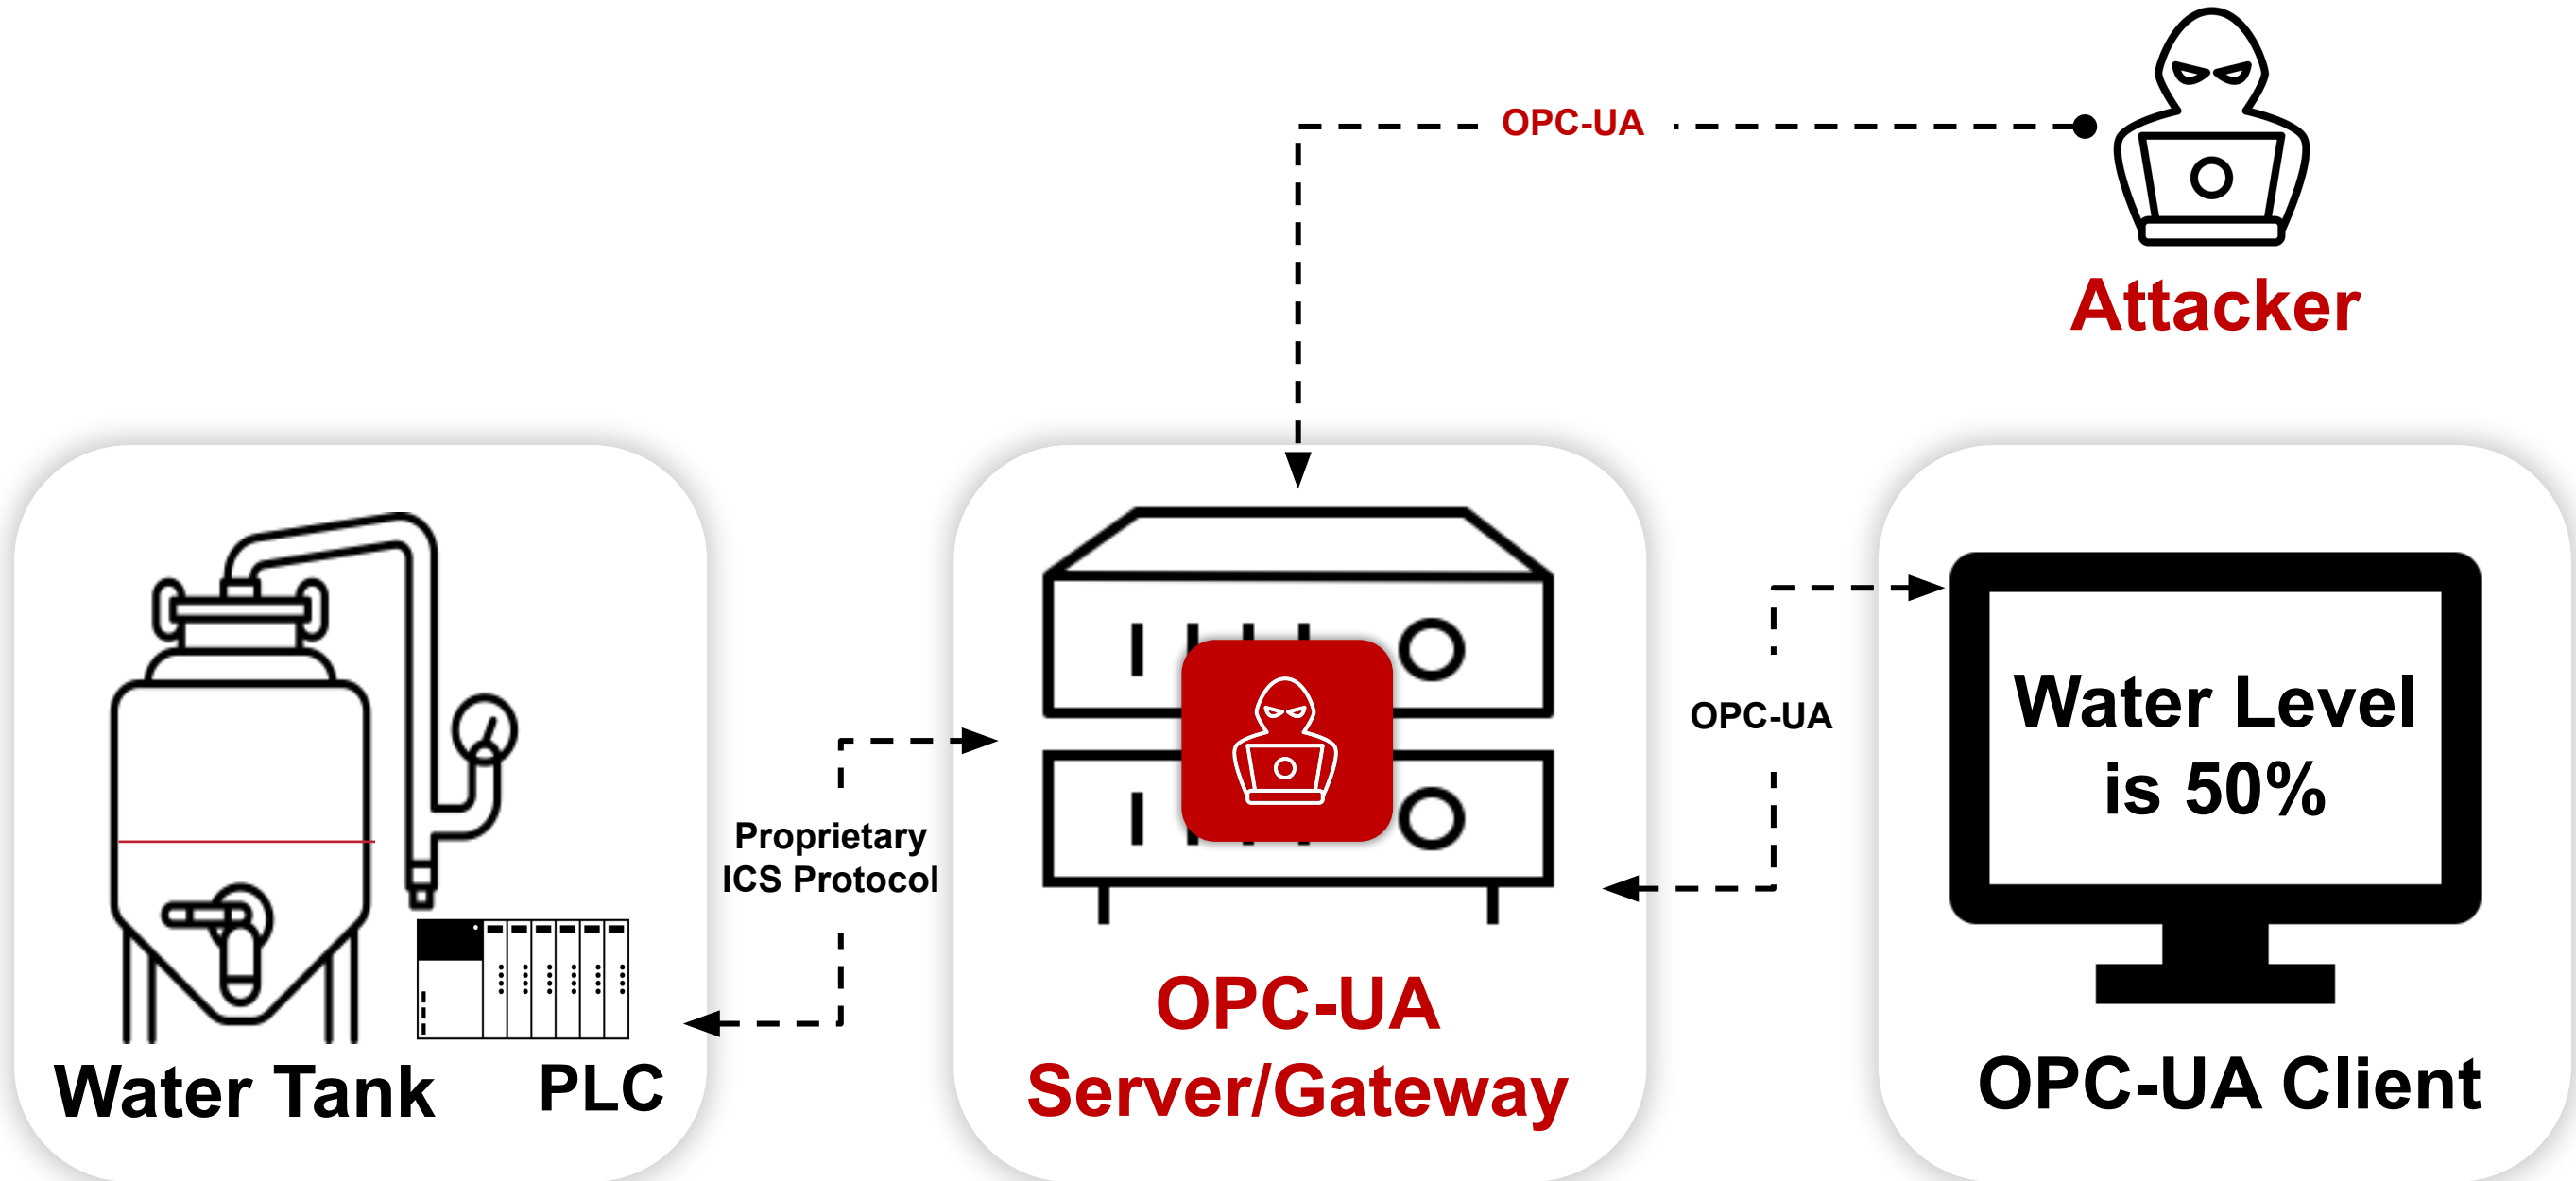 OPC-UA
Attacker
Water Tank
PLC
Proprietary
ICS Protocol
OPC-UA
Server/Gateway
OPC-UA
Water Level
is 50%
OPC-UA Client